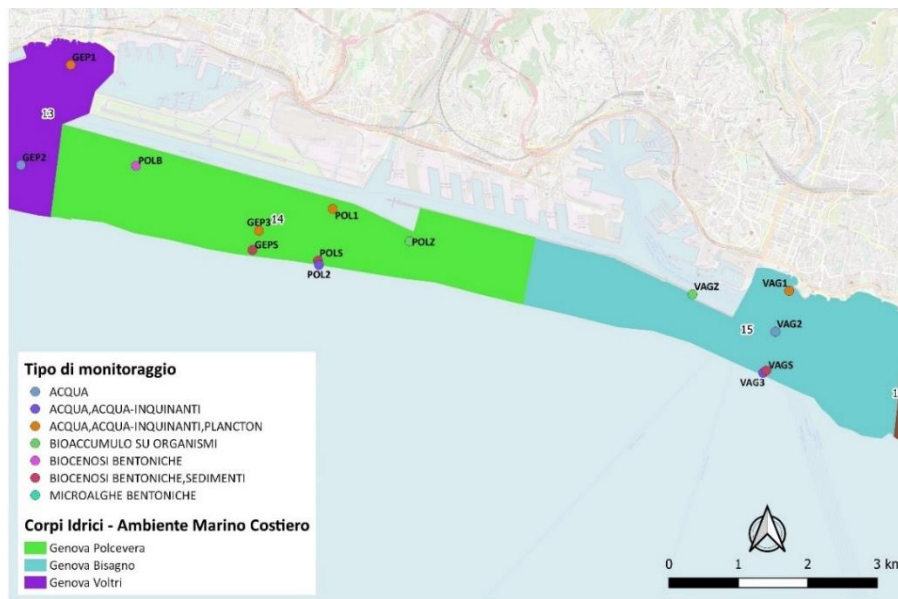 GEP1
13
GEP2
POLB
GEP3
14
POL1
GEPS
POLS
POL2
POLZ
VAGZ
VAG1
15
VAG2
VAGS
VAG3
1
Tipo di monitoraggio
ACQUA
ACQUA,ACQUA-INQUINANTI
ACQUA,ACQUA-INQUINANTI,PLANCTON
BIOACCUMULO SU ORGANISMI
BIOCENOSI BENTONICHE
BIOCENOSI BENTONICHE,SEDIMENTI
MICROALGHE BENTONICHE
Corpi Idrici - Ambiente Marino Costiero
Genova Polcevera
Genova Bisagno
Genova Voltri
0 1 2 3 km